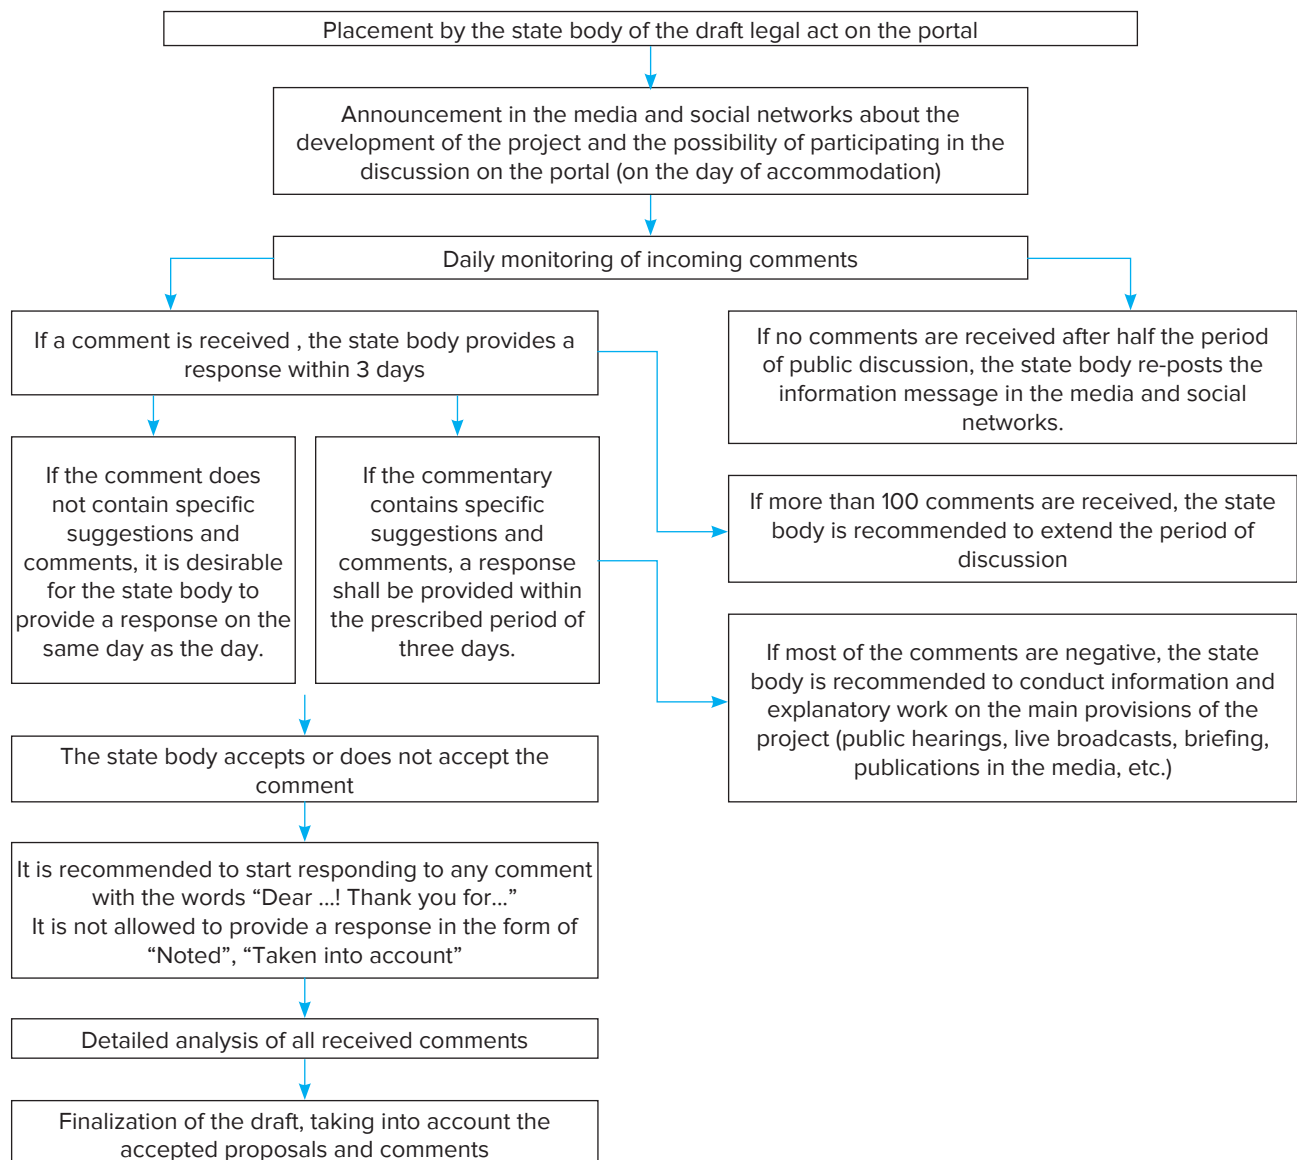 Placement by the state body of the draft legal act on the portal
Announcement in the media and social networks about the
development of the project and the possibility of participating in the
discussion on the portal (on the day of accommodation)
Daily monitoring of incoming comments
If a comment is received , the state body provides a
response within 3 days
If no comments are received after half the period
of public discussion, the state body re-posts the
information message in the media and social
networks.
If the comment does
not contain specific
suggestions and
comments, it is desirable
for the state body to
provide a response on the
same day as the day.
If the commentary
contains specific
suggestions and
comments, a response
shall be provided within
the prescribed period of
three days.
If more than 100 comments are received, the state
body is recommended to extend the period of
discussion
If most of the comments are negative, the state
body is recommended to conduct information and
explanatory work on the main provisions of the
project (public hearings, live broadcasts, briefing,
publications in the media, etc.)
The state body accepts or does not accept the
comment
It is recommended to start responding to any comment
with the words “Dear ...! Thank you for...”
It is not allowed to provide a response in the form of
“Noted”, “Taken into account”
Detailed analysis of all received comments
Finalization of the draft, taking into account the
accepted proposals and comments